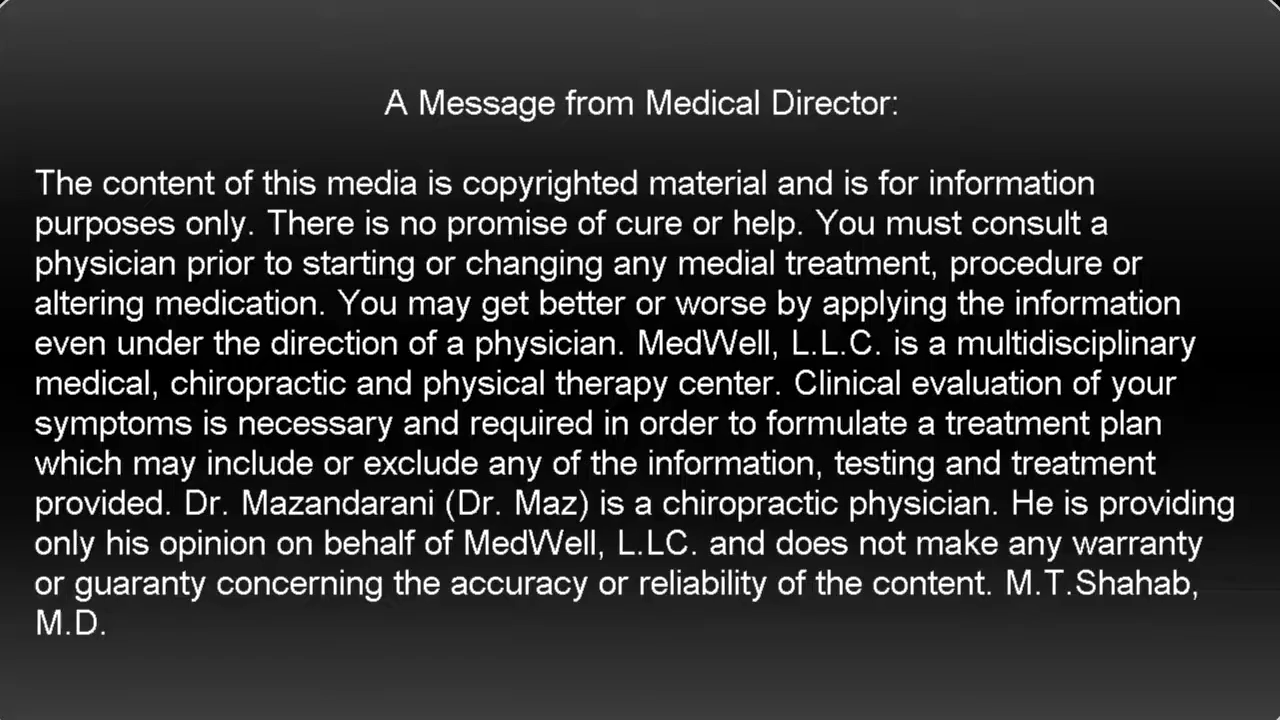 A Message from Medical Director:
The content of this media is copyrighted material and is for information
purposes only. There is no promise of cure or help. You must consult a
physician prior to starting or changing any medial treatment, procedure or
altering medication. You may get better or worse by applying the information
even under the direction of a physician. MedWell, L.L.C. is a multidisciplinary
medical, chiropractic and physical therapy center. Clinical evaluation of your
symptoms is necessary and required in order to formulate a treatment plan
which may include or exclude any of the information, testing and treatment
provided. Dr. Mazandarani (Dr. Maz) is a chiropractic physician. He is providing
only his opinion on behalf of MedWell, L.LC. and does not make any warranty
or guaranty concerning the accuracy or reliability of the content. M.T.Shahab,
M.D.